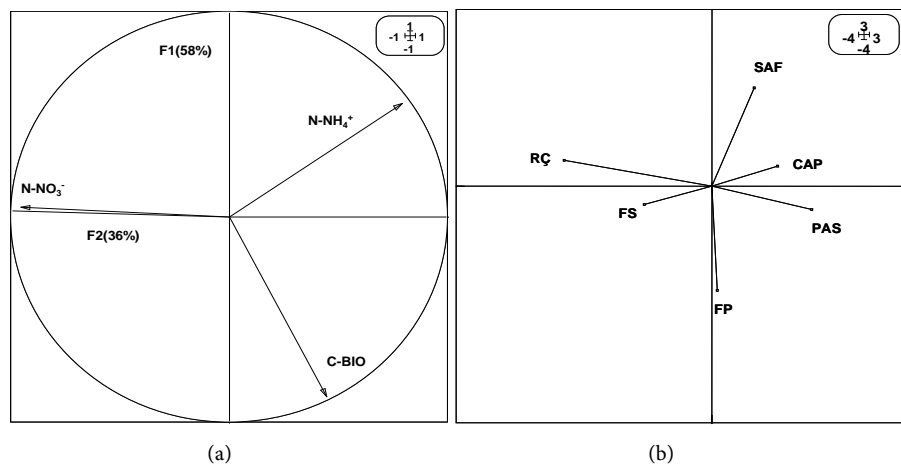 F1(58%)
1
-1 1
-1
N-NH₄⁺
N-NO₃⁻
F2(36%)
C-BIO
(a)
3
-4 3
-4
SAF
RÇ
CAP
FS
PAS
FP
(b)